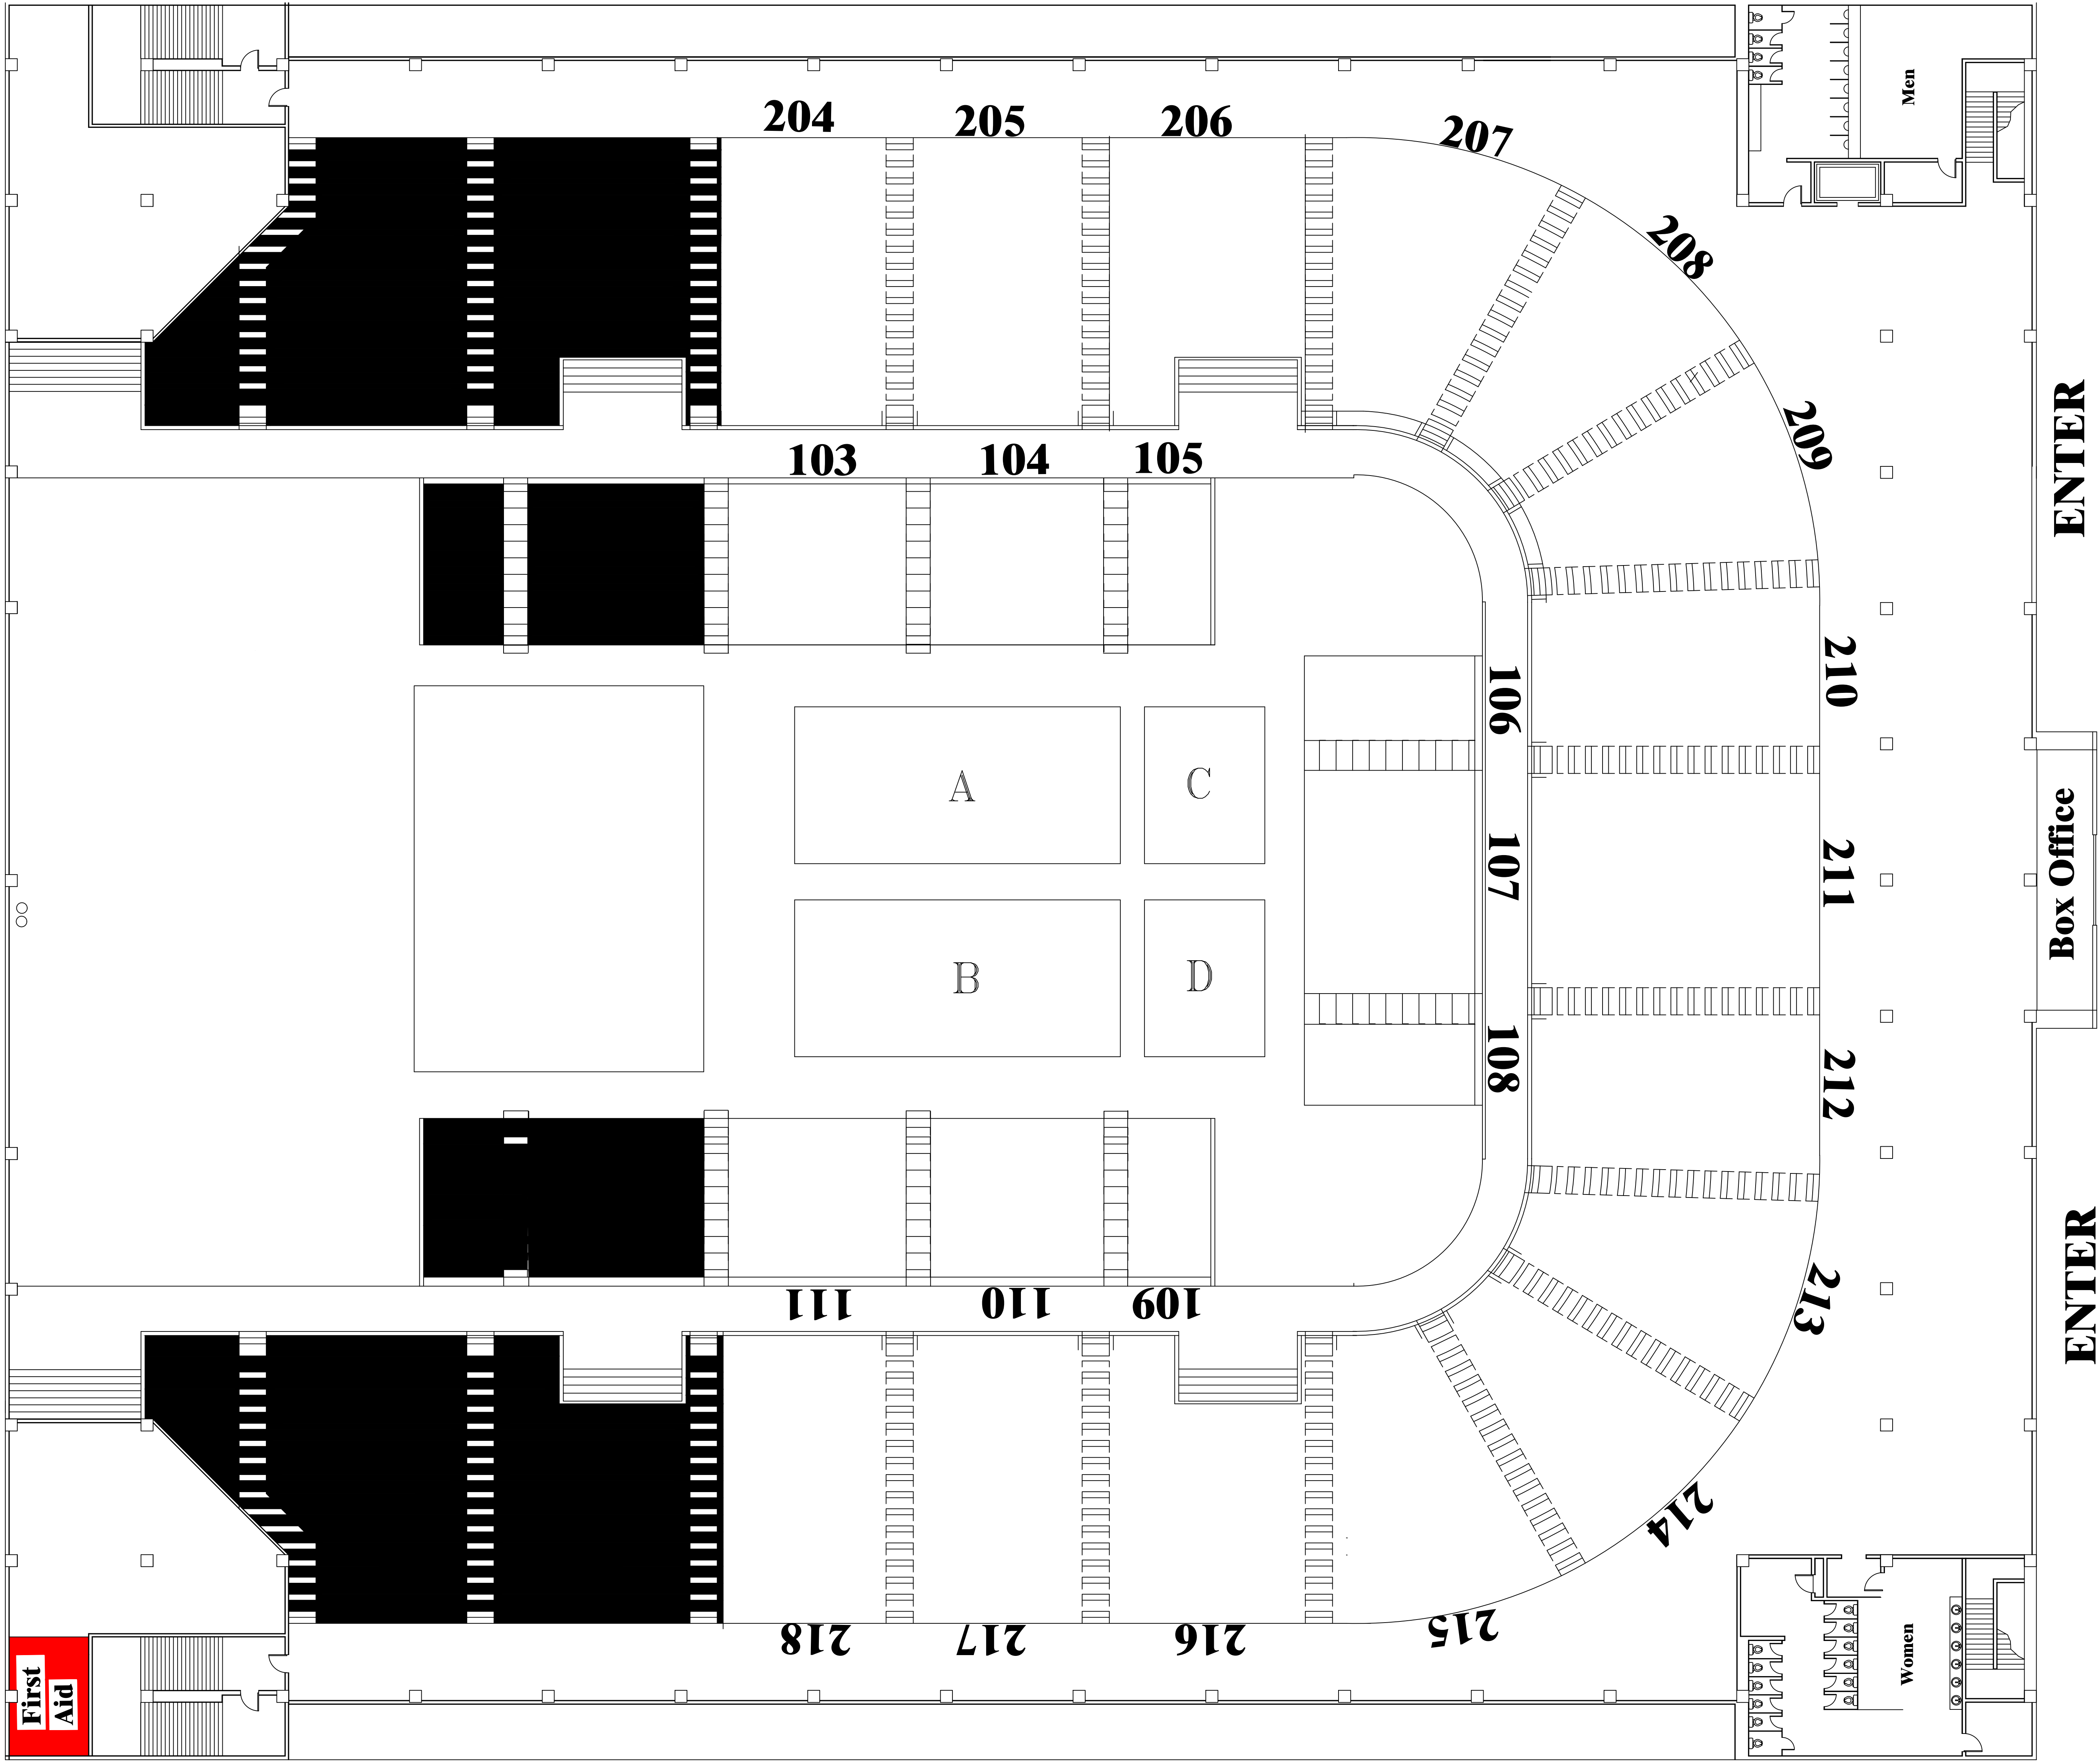 204 205 206 207
Men
208
209
ENTER
103 104 105
210
106
A C
107
211
Box Office
B D
108
212
213
ENTER
111 110 109
214
218 217 216 215
First
Aid
Women